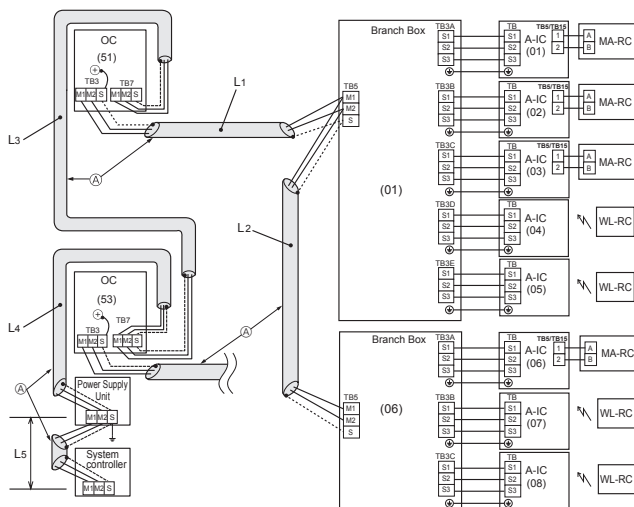 OC
(51)
TB3 TB7
M1 M2 S M1 M2 S
L1
L3
A
L2
OC
(53)
TB3 TB7
M1 M2 S M1 M2 S
L4
A
A
Power Supply
Unit
M1 M2 S
L5
System
controller
M1 M2 S
Branch Box
(01)
TB5
M1
M2
S
TB3A
S1
S2
S3
TB
S1
S2
S3
A-IC
(01)
TB5/TB15
1
2
A
B
MA-RC
TB3B
S1
S2
S3
TB
S1
S2
S3
A-IC
(02)
TB5/TB15
1
2
A
B
MA-RC
TB3C
S1
S2
S3
TB
S1
S2
S3
A-IC
(03)
TB5/TB15
1
2
A
B
MA-RC
TB3D
S1
S2
S3
TB
S1
S2
S3
A-IC
(04)
WL-RC
TB3E
S1
S2
S3
TB
S1
S2
S3
A-IC
(05)
WL-RC
Branch Box
(06)
TB5
M1
M2
S
TB3A
S1
S2
S3
TB
S1
S2
S3
A-IC
(06)
TB5/TB15
1
2
A
B
MA-RC
TB3B
S1
S2
S3
TB
S1
S2
S3
A-IC
(07)
WL-RC
TB3C
S1
S2
S3
TB
S1
S2
S3
A-IC
(08)
WL-RC